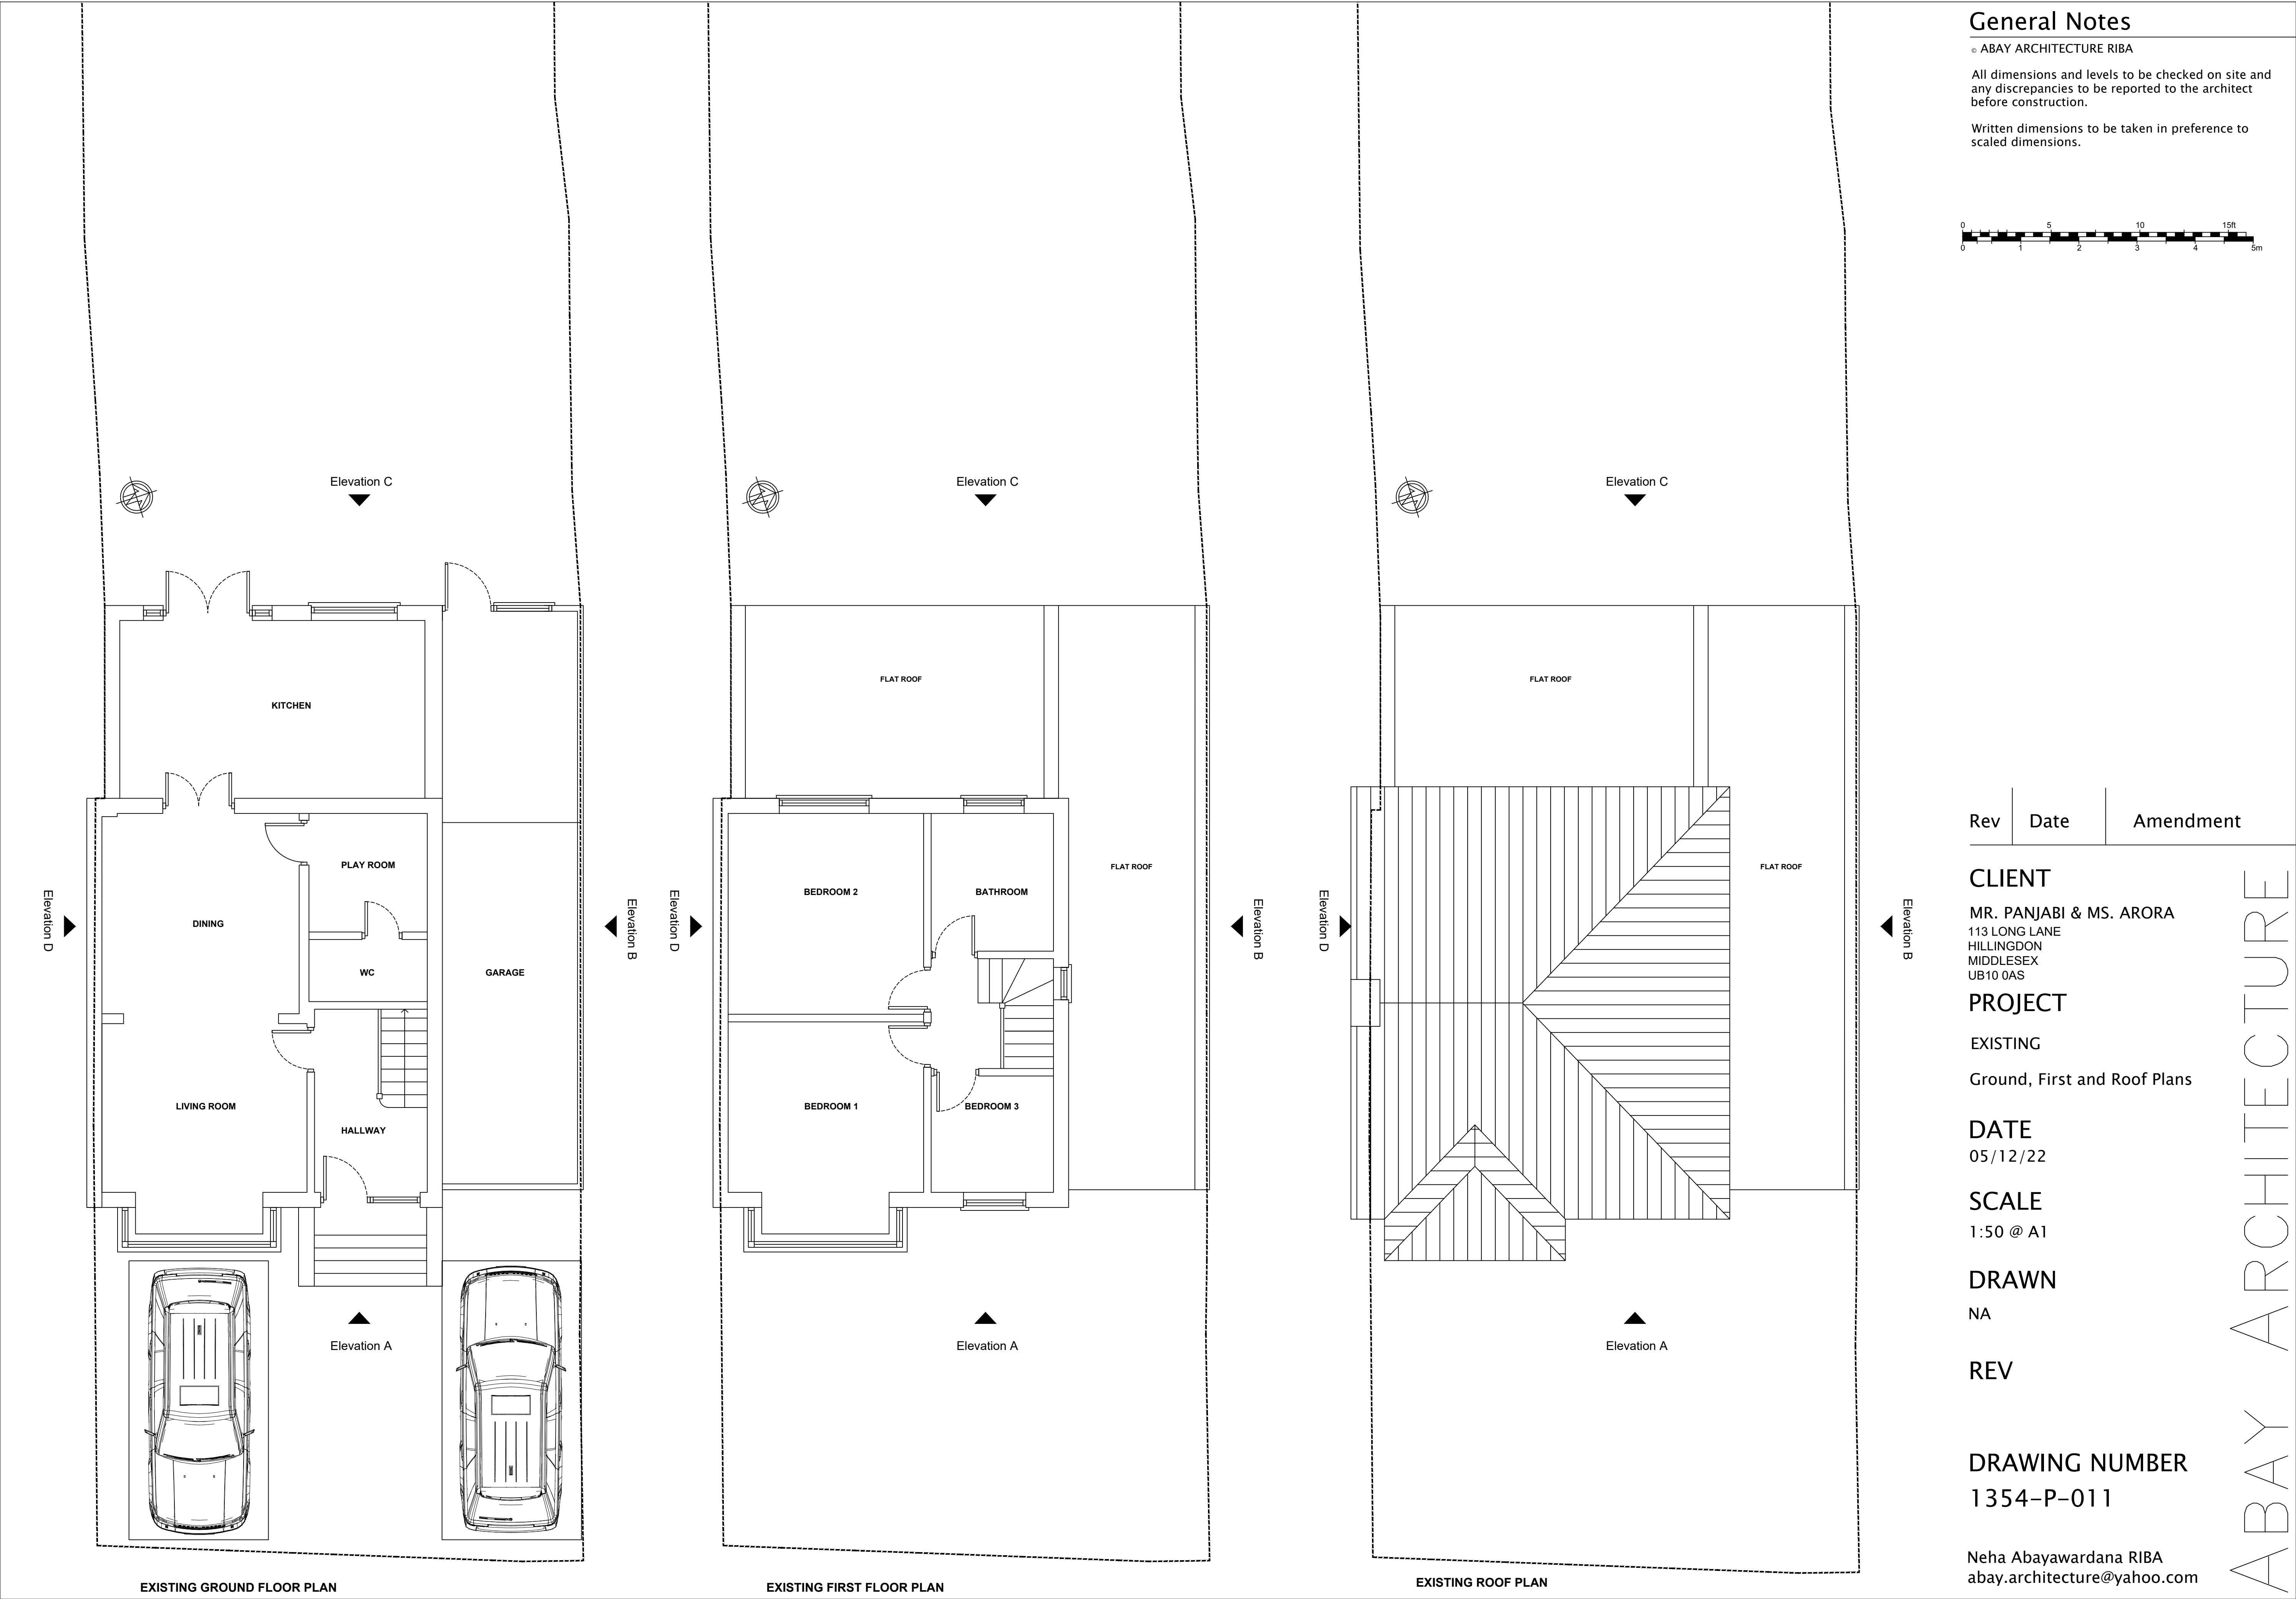 Elevation C
Elevation D
Elevation B
KITCHEN
PLAY ROOM
DINING
WC
GARAGE
LIVING ROOM
HALLWAY
Elevation A
EXISTING GROUND FLOOR PLAN
Elevation C
Elevation D
Elevation B
FLAT ROOF
FLAT ROOF
BEDROOM 2
BATHROOM
BEDROOM 1
BEDROOM 3
Elevation A
EXISTING FIRST FLOOR PLAN
Elevation C
Elevation D
Elevation B
FLAT ROOF
FLAT ROOF
Elevation A
EXISTING ROOF PLAN
General Notes
© ABAY ARCHITECTURE RIBA
All dimensions and levels to be checked on site and
any discrepancies to be reported to the architect
before construction.
Written dimensions to be taken in preference to
scaled dimensions.
0 5 10 15ft
0 1 2 3 4 5m
Rev Date Amendment
CLIENT
MR. PANJABI & MS. ARORA
113 LONG LANE
HILLINGDON
MIDDLESEX
UB10 0AS
PROJECT
EXISTING
Ground, First and Roof Plans
DATE
05/12/22
SCALE
1:50 @ A1
DRAWN
NA
REV
DRAWING NUMBER
1354-P-011
Neha Abayawardana RIBA
abay.architecture@yahoo.com
ABAY ARCHITECTURE